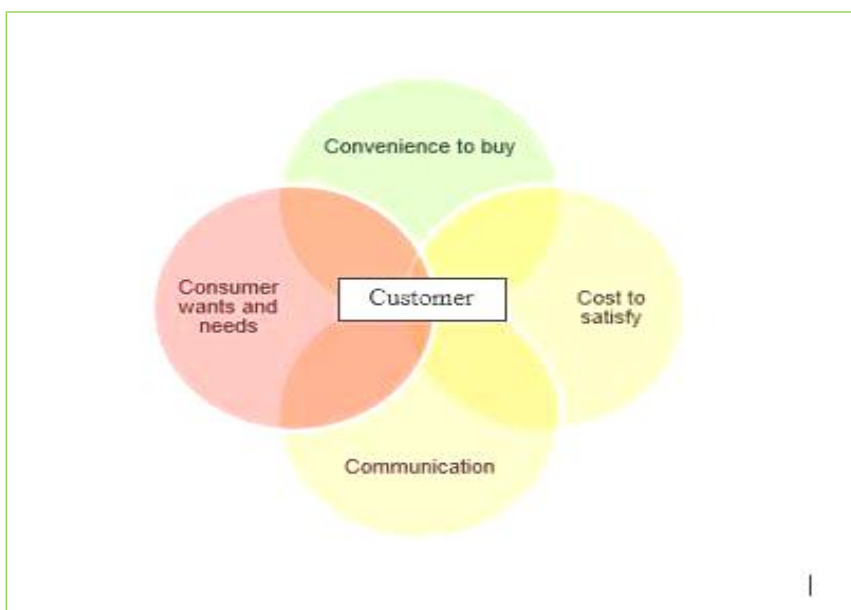 Convenience to buy
Consumer
wants and
needs
Customer
Cost to
satisfy
Communication